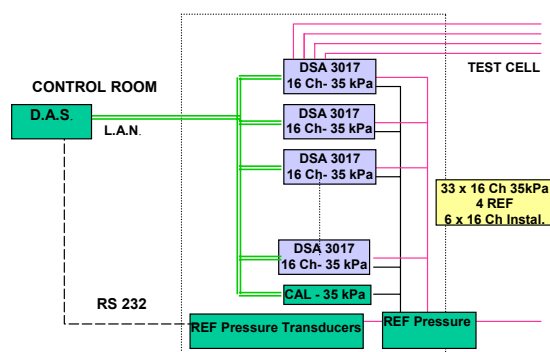 DSA 3017
16 Ch- 35 kPa
TEST CELL
CONTROL ROOM
D.A.S.
L.A.N.
DSA 3017
16 Ch- 35 kPa
DSA 3017
16 Ch- 35 kPa
33 x 16 Ch 35kPa
4 REF
6 x 16 Ch Instal.
DSA 3017
16 Ch- 35 kPa
CAL - 35 kPa
RS 232
REF Pressure Transducers
REF Pressure